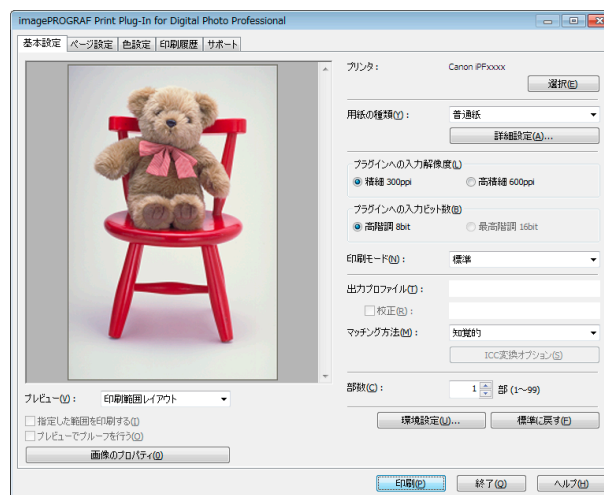 imagePROGRAF Print Plug-In for Digital Photo Professional
基本設定 ページ設定 色設定 印刷履歴 サポート
プリンタ: Canon iPFxxxx
選択(E)
用紙の種類(Y): 普通紙
詳細設定(A)...
プラグインへの入力解像度(L)
積細 300ppi 高積細 600ppi
プラグインへの入力ビット数(B)
高階調 8bit 最高階調 16bit
印刷モード(N): 標準
出力プロファイル(T):
校正(R):
マッチング方法(M): 知覚的
ICC変換オプション(S)
部数(C): 1 部 (1～99)
プレビュー(V): 印刷範囲レイアウト
指定した範囲を印刷する(I)
プレビューでプルーフを行う(O)
画像のプロパティ(0)
環境設定(U)... 標準に戻す(F)
印刷(P) 終了(Q) ヘルプ(H)